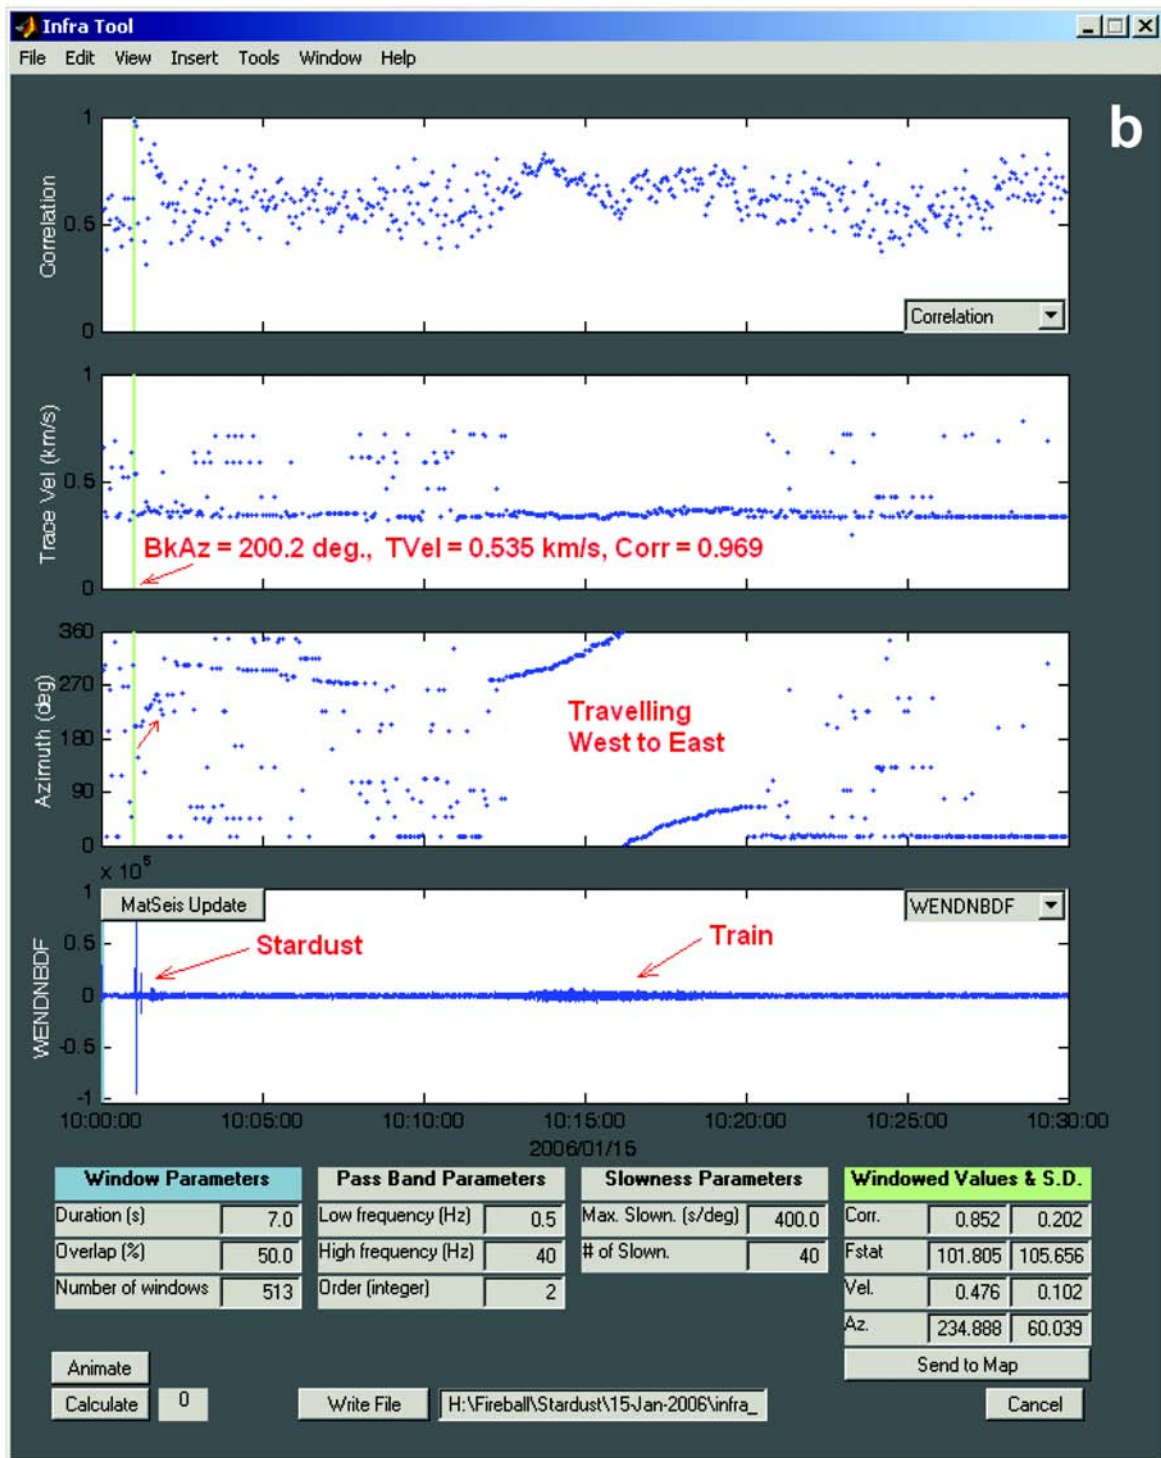 Infra Tool
File Edit View Insert Tools Window Help
b
1
0.5
0
Correlation
Correlation
1
0.5
0
Trace Vel (km/s)
BkAz = 200.2 deg., TVel = 0.535 km/s, Corr = 0.969
360
270
180
90
0
Azimuth (deg)
Travelling
West to East
x 10^5
1
0.5
0
-0.5
-1
WENDNBDF
MatSeis Update
WENDNBDF
Stardust
Train
10:00:00 10:05:00 10:10:00 10:15:00 10:20:00 10:25:00 10:30:00
2006/01/15
Window Parameters
Duration (s) 7.0
Overlap (%) 50.0
Number of windows 513
Pass Band Parameters
Low frequency (Hz) 0.5
High frequency (Hz) 40
Order (integer) 2
Slowness Parameters
Max. Slown. (s/deg) 400.0
# of Slown. 40
Windowed Values & S.D.
Corr. 0.852 0.202
Fstat 101.805 105.656
Vel. 0.476 0.102
Az. 234.888 60.039
Send to Map
Animate
Calculate 0
Write File H:\Fireball\Stardust\15-Jan-2006\infra_
Cancel